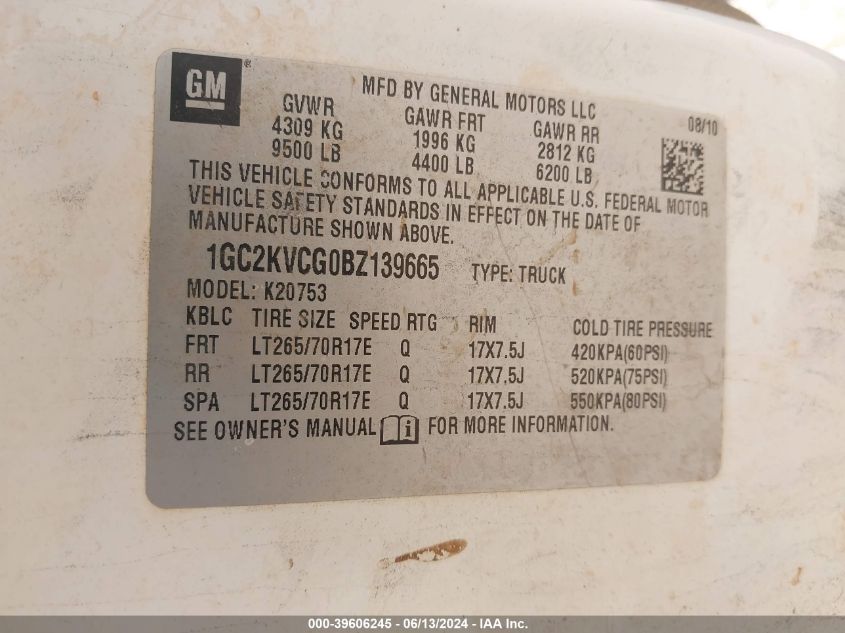 GM
MFD BY GENERAL MOTORS LLC
08/10
GVWR GAWR FRT GAWR RR
4309 KG 1996 KG 2812 KG
9500 LB 4400 LB 6200 LB
THIS VEHICLE CONFORMS TO ALL APPLICABLE U.S. FEDERAL MOTOR
VEHICLE SAFETY STANDARDS IN EFFECT ON THE DATE OF
MANUFACTURE SHOWN ABOVE.
1GC2KVCG0BZ139665 TYPE: TRUCK
MODEL: K20753
KBLC TIRE SIZE SPEED RTG RIM COLD TIRE PRESSURE
FRT LT265/70R17E Q 17X7.5J 420KPA(60PSI)
RR LT265/70R17E Q 17X7.5J 520KPA(75PSI)
SPA LT265/70R17E Q 17X7.5J 550KPA(80PSI)
SEE OWNER'S MANUAL i FOR MORE INFORMATION.
000-39606245 - 06/13/2024 - IAA Inc.